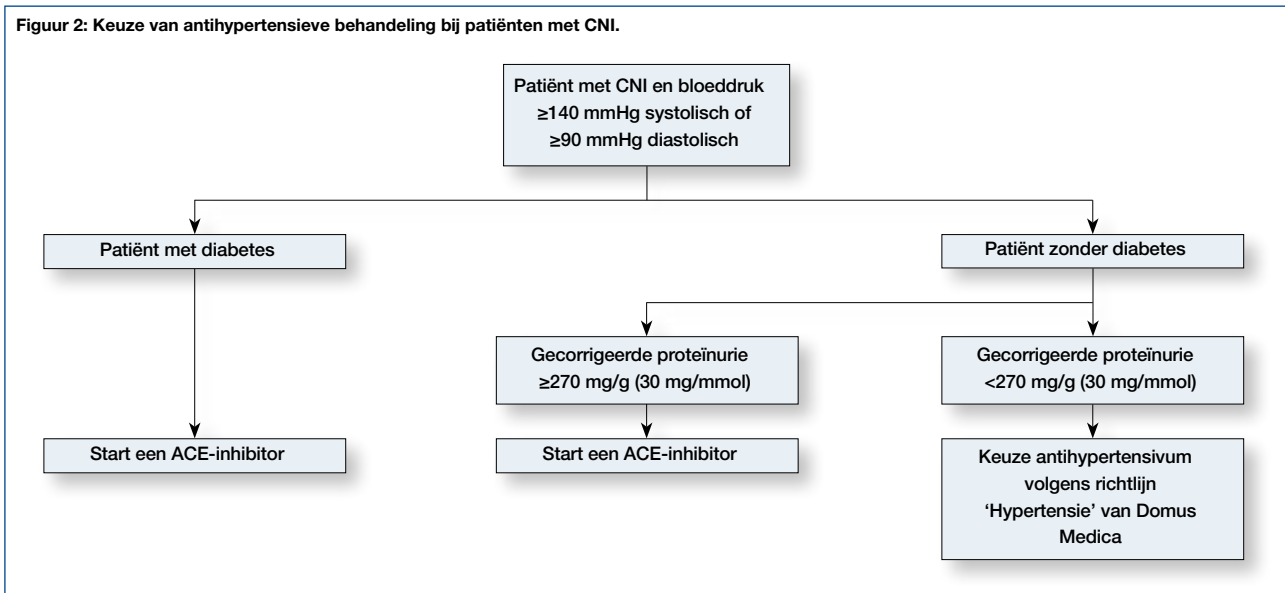 Figuur 2: Keuze van antihypertensieve behandeling bij patiënten met CNI.
Patiënt met CNI en bloeddruk
≥140 mmHg systolisch of
≥90 mmHg diastolisch
Patiënt met diabetes
Patiënt zonder diabetes
Gecorrigeerde proteïnurie
≥270 mg/g (30 mg/mmol)
Gecorrigeerde proteïnurie
<270 mg/g (30 mg/mmol)
Start een ACE-inhibitor
Start een ACE-inhibitor
Keuze antihypertensivum
volgens richtlijn
‘Hypertensie’ van Domus
Medica